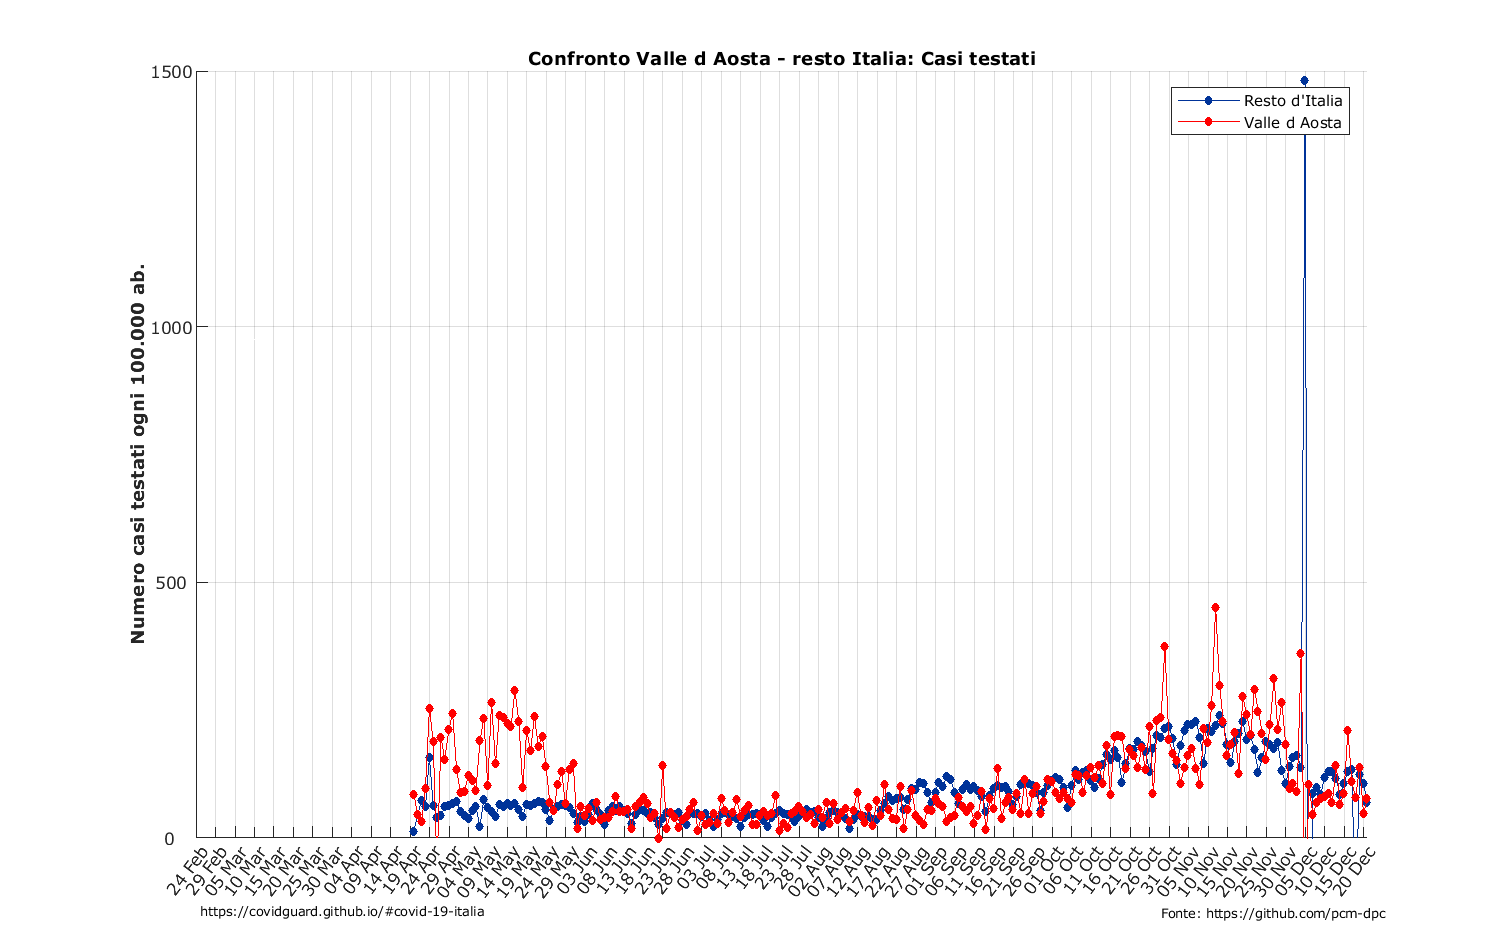 Confronto Valle d Aosta - resto Italia: Casi testati
1500
1000
500
0
Numero casi testati ogni 100.000 ab.
Resto d'Italia
Valle d Aosta
24 Feb
29 Feb
05 Mar
10 Mar
15 Mar
20 Mar
25 Mar
30 Mar
04 Apr
09 Apr
14 Apr
19 Apr
24 Apr
29 Apr
04 May
09 May
14 May
19 May
24 May
29 May
03 Jun
08 Jun
13 Jun
18 Jun
23 Jun
28 Jun
03 Jul
08 Jul
13 Jul
18 Jul
23 Jul
28 Jul
02 Aug
07 Aug
12 Aug
17 Aug
22 Aug
27 Aug
01 Sep
06 Sep
11 Sep
16 Sep
21 Sep
26 Sep
01 Oct
06 Oct
11 Oct
16 Oct
21 Oct
26 Oct
31 Oct
05 Nov
10 Nov
15 Nov
20 Nov
25 Nov
30 Nov
05 Dec
10 Dec
15 Dec
20 Dec
https://covidguard.github.io/#covid-19-italia
Fonte: https://github.com/pcm-dpc